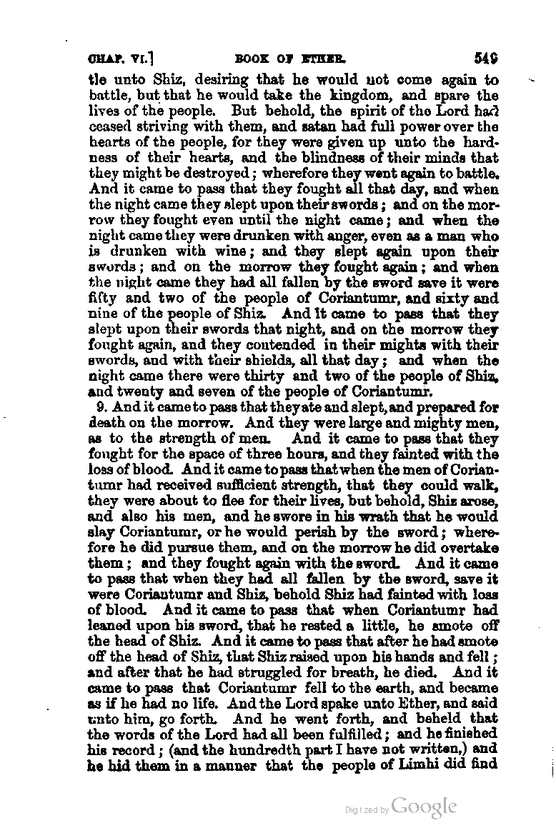 CHAP. VI.] BOOK OF ETHER. 549
tle unto Shiz, desiring that he would not come again to
battle, but that he would take the kingdom, and spare the
lives of the people. But behold, the spirit of the Lord had
ceased striving with them, and satan had full power over the
hearts of the people, for they were given up unto the hard-
ness of their hearts, and the blindness of their minds that
they might be destroyed; wherefore they went again to battle.
And it came to pass that they fought all that day, and when
the night came they slept upon their swords; and on the mor-
row they fought even until the night came; and when the
night came they were drunken with anger, even as a man who
is drunken with wine; and they slept again upon their
swords; and on the morrow they fought again; and when
the night came they had all fallen by the sword save it were
fifty and two of the people of Coriantumr, and sixty and
nine of the people of Shiz. And it came to pass that they
slept upon their swords that night, and on the morrow they
fought again, and they contended in their mights with their
swords, and with their shields, all that day; and when the
night came there were thirty and two of the people of Shiz,
and twenty and seven of the people of Coriantumr.
9. And it came to pass that they ate and slept, and prepared for
death on the morrow. And they were large and mighty men,
as to the strength of men. And it came to pass that they
fought for the space of three hours, and they fainted with the
loss of blood. And it came to pass that when the men of Corian-
tumr had received sufficient strength, that they could walk,
they were about to flee for their lives, but behold, Shiz arose,
and also his men, and he swore in his wrath that he would
slay Coriantumr, or he would perish by the sword; where-
fore he did pursue them, and on the morrow he did overtake
them; and they fought again with the sword. And it came
to pass that when they had all fallen by the sword, save it
were Coriantumr and Shiz, behold Shiz had fainted with loss
of blood. And it came to pass that when Coriantumr had
leaned upon his sword, that he rested a little, he smote off
the head of Shiz. And it came to pass that after he had smote
off the head of Shiz, that Shiz raised upon his hands and fell;
and after that he had struggled for breath, he died. And it
came to pass that Coriantumr fell to the earth, and became
as if he had no life. And the Lord spake unto Ether, and said
unto him, go forth. And he went forth, and beheld that
the words of the Lord had all been fulfilled; and he finished
his record; (and the hundredth part I have not written,) and
he hid them in a manner that the people of Limhi did find
Digitized by Google